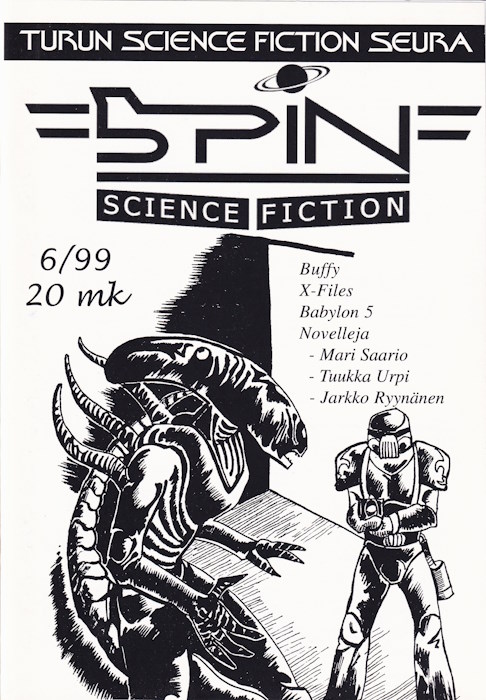 TURUN SCIENCE FICTION SEURA
SPIN
SCIENCE FICTION
6/99
20 mk
Buffy
X-Files
Babylon 5
Novelleja
- Mari Saario
- Tuukka Urpi
- Jarkko Ryynänen